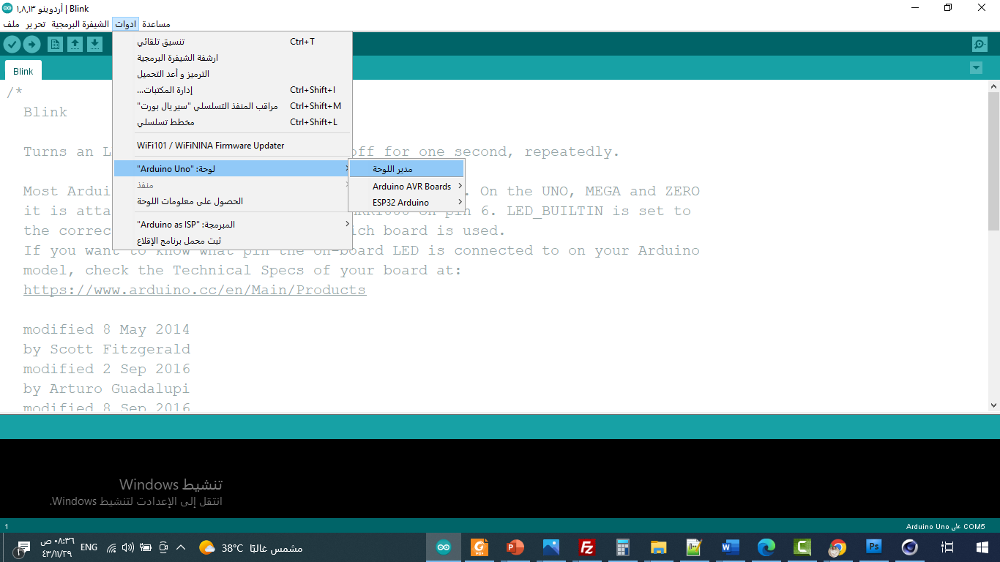 أردوينو ١٫٨٫١٣ | Blink
ملف تحرير الشيفرة البرمجية ادوات مساعدة
Blink
تنسيق تلقائي Ctrl+T
ارشفة الشيفرة البرمجية
الترميز و أعد التحميل
إدارة المكتبات... Ctrl+Shift+I
مراقب المنفذ التسلسلي "سيريال بورت" Ctrl+Shift+M
مخطط تسلسلي Ctrl+Shift+L
WiFi101 / WiFiNINA Firmware Updater
لوحة: "Arduino Uno"
منفذ
الحصول على معلومات اللوحة
المبرمجة: "Arduino as ISP"
ثبت محمل برنامج الإقلاع
مدير اللوحة
Arduino AVR Boards
ESP32 Arduino
/*
Blink
Turns an L off for one second, repeatedly.
Most Ardui . On the UNO, MEGA and ZERO
it is atta on pin 6. LED_BUILTIN is set to
the correc ich board is used.
If you want to know what pin the on-board LED is connected to on your Arduino
model, check the Technical Specs of your board at:
https://www.arduino.cc/en/Main/Products
modified 8 May 2014
by Scott Fitzgerald
modified 2 Sep 2016
by Arturo Guadalupi
modified 8 Sep 2016
تنشيط Windows
انتقل إلى الإعدادت لتنشيط Windows.
1
Arduino Uno على COM5
٠٨:٣٦ ص
٤٣/١١/٢٩
ENG
38°C مشمس غالبًا